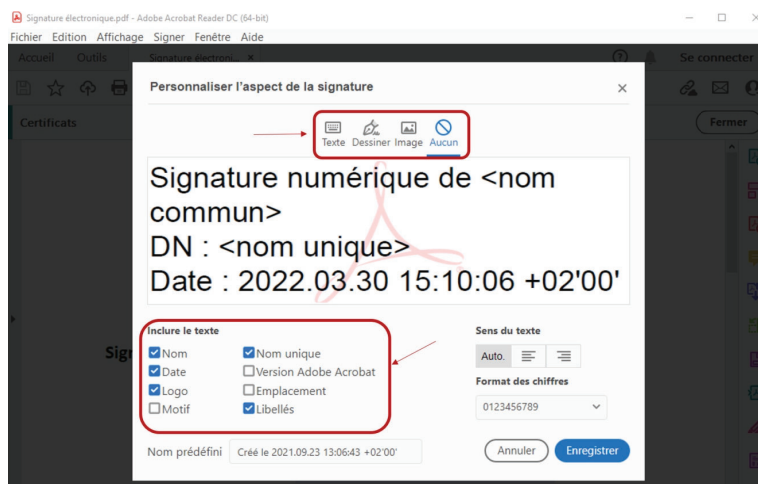 Signature électronique.pdf - Adobe Acrobat Reader DC (64-bit)
Fichier Edition Affichage Signer Fenêtre Aide
Accueil Outils Signature électroni... × Se connecter
Certificats Fermer
Personnaliser l'aspect de la signature
Texte Dessiner Image Aucun
Signature numérique de <nom
commun>
DN : <nom unique>
Date : 2022.03.30 15:10:06 +02'00'
Inclure le texte
Nom Nom unique
Date Version Adobe Acrobat
Logo Emplacement
Motif Libellés
Sens du texte
Auto.
Format des chiffres
0123456789
Sign
Nom prédéfini Créé le 2021.09.23 13:06:43 +02'00'
Annuler Enregistrer